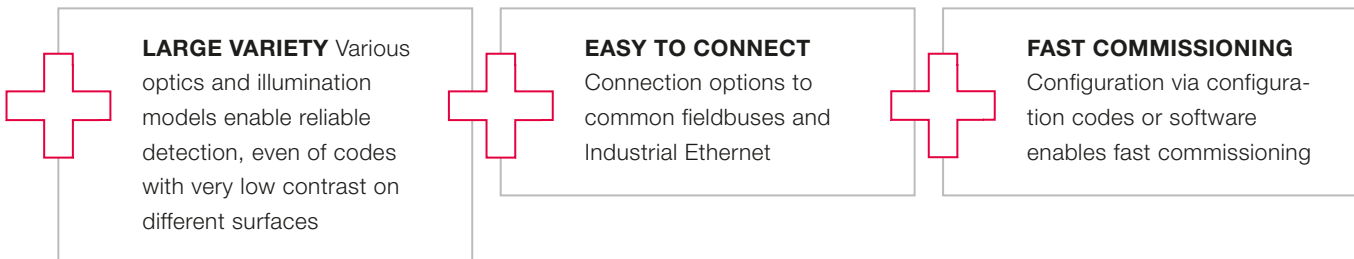 LARGE VARIETY Various
optics and illumination
models enable reliable
detection, even of codes
with very low contrast on
different surfaces
EASY TO CONNECT
Connection options to
common fieldbuses and
Industrial Ethernet
FAST COMMISSIONING
Configuration via configura-
tion codes or software
enables fast commissioning